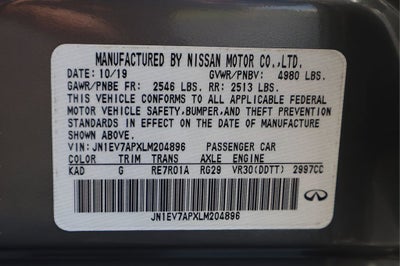 MANUFACTURED BY NISSAN MOTOR CO.,LTD.
DATE: 10/19 GVWR/PNBV: 4980 LBS.
GAWR/PNBE FR: 2546 LBS. RR: 2513 LBS.
THIS VEHICLE CONFORMS TO ALL APPLICABLE FEDERAL
MOTOR VEHICLE SAFETY,BUMPER,AND THEFT PREVENTION
STANDARDS IN EFFECT ON THE DATE OF MANUFACTURE
SHOWN ABOVE.
VIN: JN1EV7APXLM204896 PASSENGER CAR
COLOR TRIM TRANS AXLE ENGINE
KAD G RE7R01A RG29 VR30(DDTT) 2997CC
JN1EV7APXLM204896